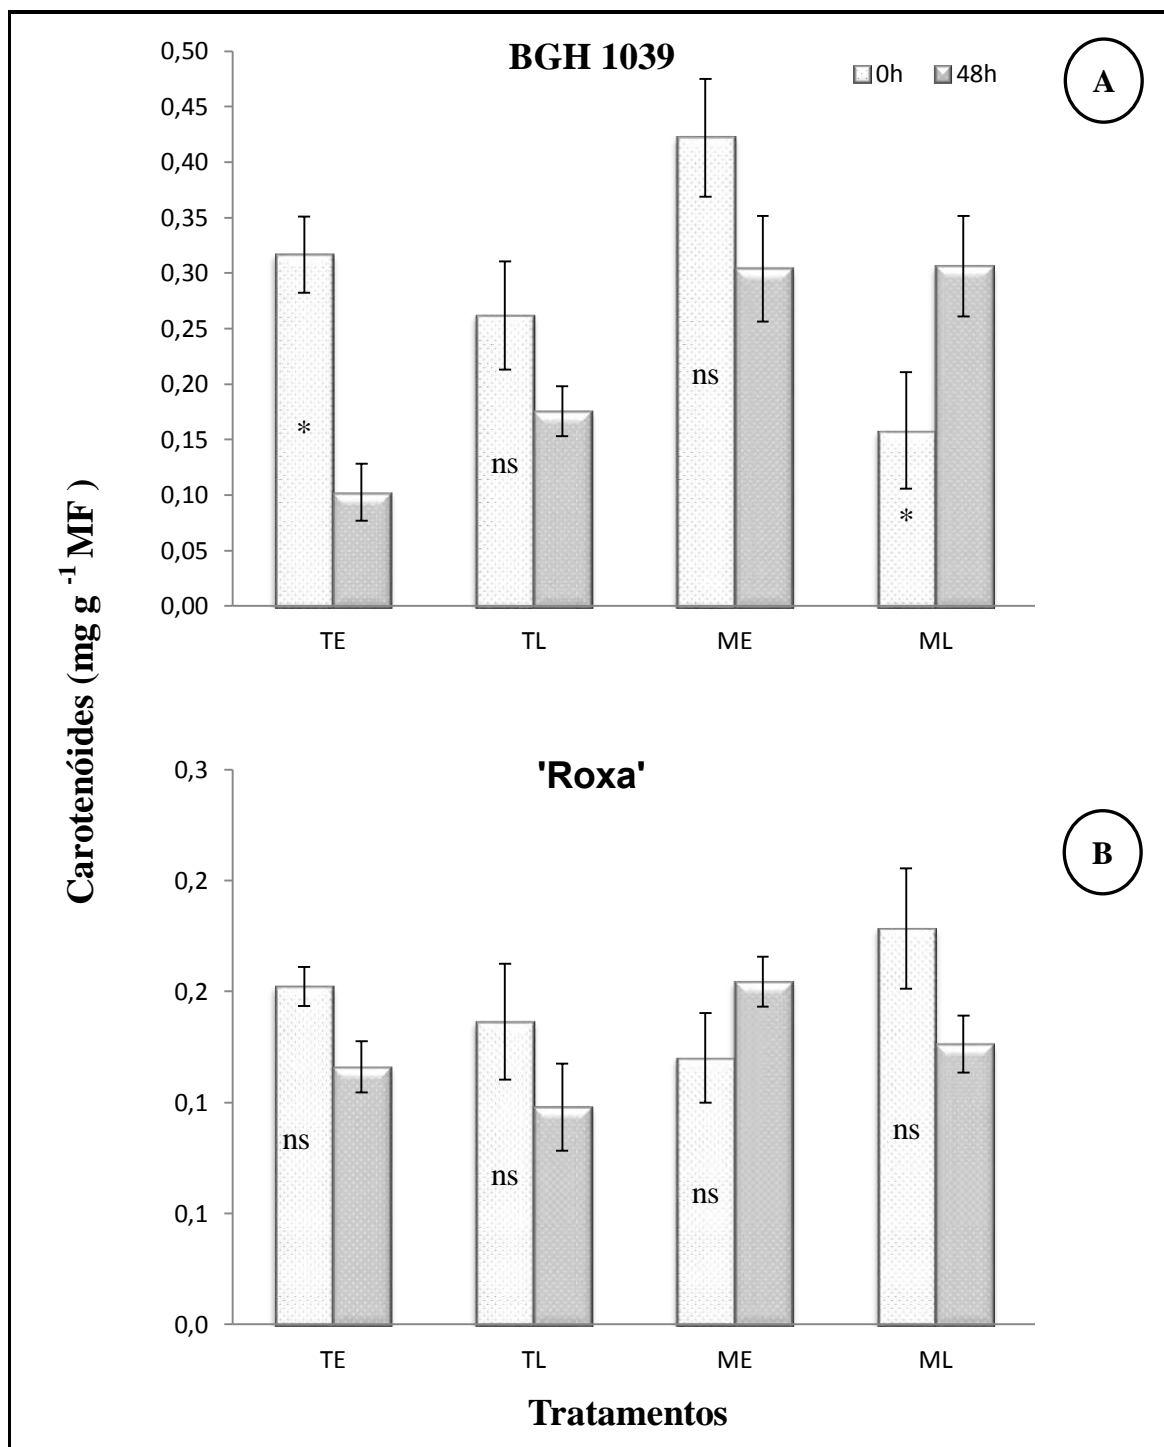 BGH 1039
A
0h 48h
0,50
0,45
0,40
0,35
0,30
0,25
0,20
0,15
0,10
0,05
0,00
* ns ns *
TE TL ME ML
Carotenóides (mg g -1 MF )
'Roxa'
B
0,3
0,2
0,2
0,1
0,1
0,0
ns ns ns ns
TE TL ME ML
Tratamentos